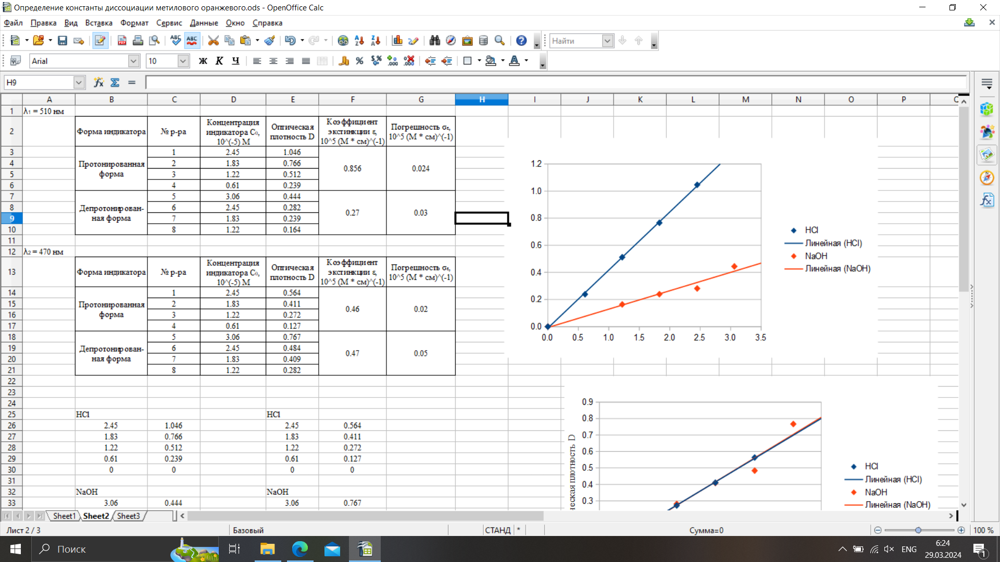 Определение константы диссоциации метилового оранжевого.ods - OpenOffice Calc
Файл Правка Вид Вставка Формат Сервис Данные Окно Справка
Найти
Arial 10 Ж К Ч
H9
A B C D E F G H I J K L M N O P
1 λ₁ = 510 нм
2 Форма индикатора № р-ра Концентрация индикатора C₀, 10^(-5) М Оптическая плотность D Коэффициент экстинкции ε, 10^5 (М * см)^(-1) Погрешность σε, 10^5 (М * см)^(-1)
3 Протонированная форма 1 2.45 1.046 0.856 0.024
4 2 1.83 0.766
5 3 1.22 0.512
6 4 0.61 0.239
7 Депротонирован-ная форма 5 3.06 0.444 0.27 0.03
8 6 2.45 0.282
9 7 1.83 0.239
10 8 1.22 0.164
11
12 λ₂ = 470 нм
13 Форма индикатора № р-ра Концентрация индикатора C₀, 10^(-5) М Оптическая плотность D Коэффициент экстинкции ε, 10^5 (М * см)^(-1) Погрешность σε, 10^5 (М * см)^(-1)
14 Протонированная форма 1 2.45 0.564 0.46 0.02
15 2 1.83 0.411
16 3 1.22 0.272
17 4 0.61 0.127
18 Депротонирован-ная форма 5 3.06 0.767 0.47 0.05
19 6 2.45 0.484
20 7 1.83 0.409
21 8 1.22 0.282
22
23
24
25 HCl HCl
26 2.45 1.046 2.45 0.564
27 1.83 0.766 1.83 0.411
28 1.22 0.512 1.22 0.272
29 0.61 0.239 0.61 0.127
30 0 0 0 0
31
32 NaOH NaOH
33 3.06 0.444 3.06 0.767
1.2
1.0
0.8
0.6
0.4
0.2
0.0
0.0 0.5 1.0 1.5 2.0 2.5 3.0 3.5
HCl
Линейная (HCl)
NaOH
Линейная (NaOH)
0.9
0.8
0.7
0.6
0.5
0.4
0.3
ческая плотность D
HCl
Линейная (HCl)
NaOH
Линейная (NaOH)
Sheet1 Sheet2 Sheet3
Лист 2 / 3 Базовый СТАНД * Сумма=0 100 %
Поиск
ENG
6:24
29.03.2024
1